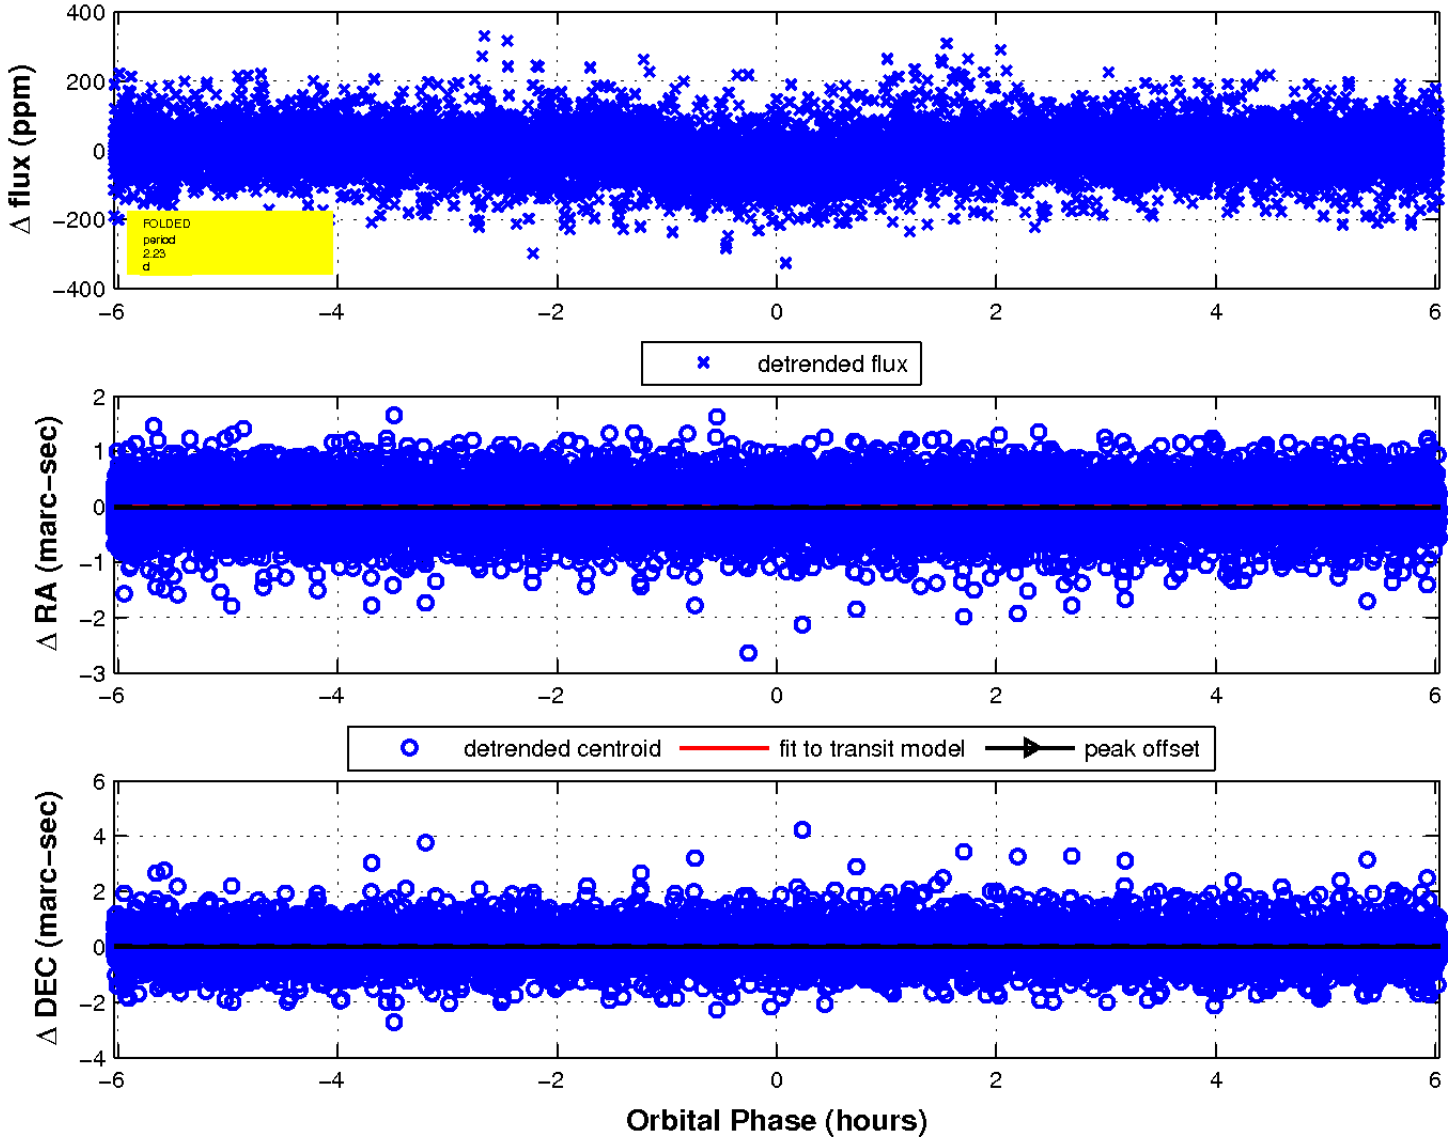 400
200
0
−200
−400
Δ flux (ppm)
FOLDED
period
2.23
d
−6 −4 −2 0 2 4 6
detrended flux
2
1
0
−1
−2
−3
Δ RA (marc−sec)
−6 −4 −2 0 2 4 6
detrended centroid fit to transit model peak offset
6
4
2
0
−2
−4
Δ DEC (marc−sec)
−6 −4 −2 0 2 4 6
Orbital Phase (hours)